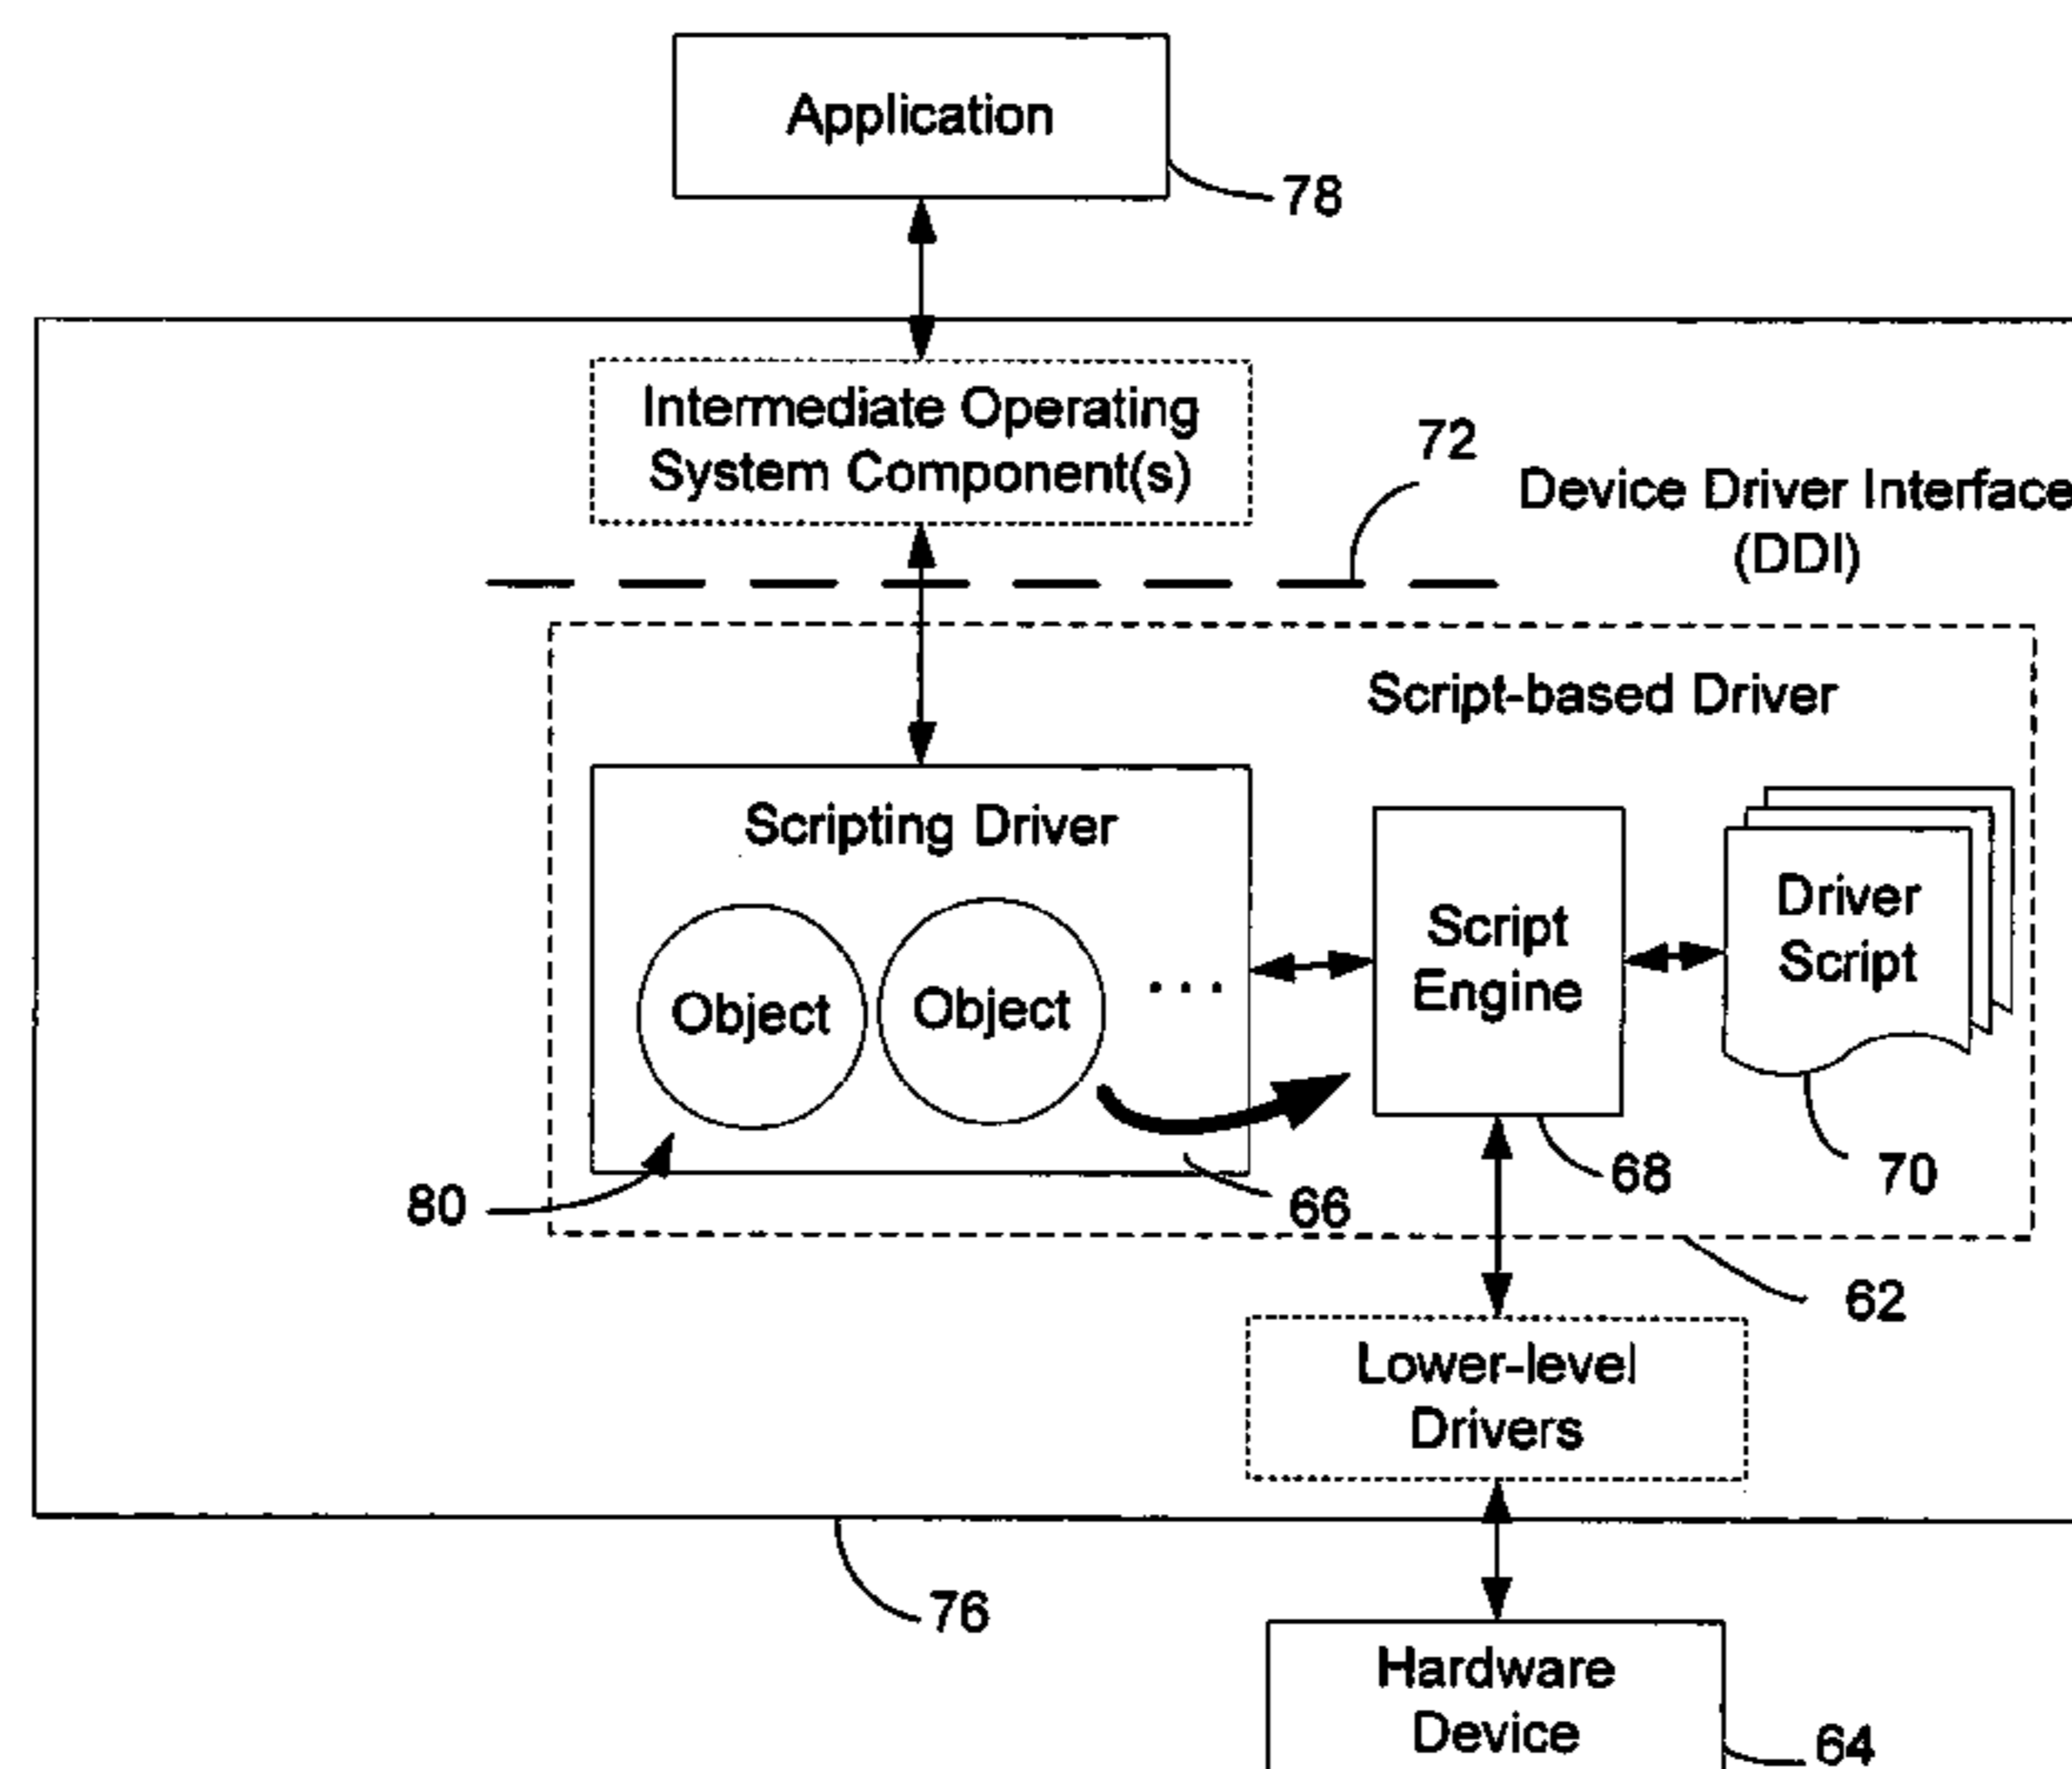 Application
78
Intermediate Operating
System Component(s)
72
Device Driver Interface
(DDI)
Script-based Driver
Scripting Driver
Object
Object
...
Script
Engine
Driver
Script
80
66
68
70
62
Lower-level
Drivers
76
Hardware
Device
64